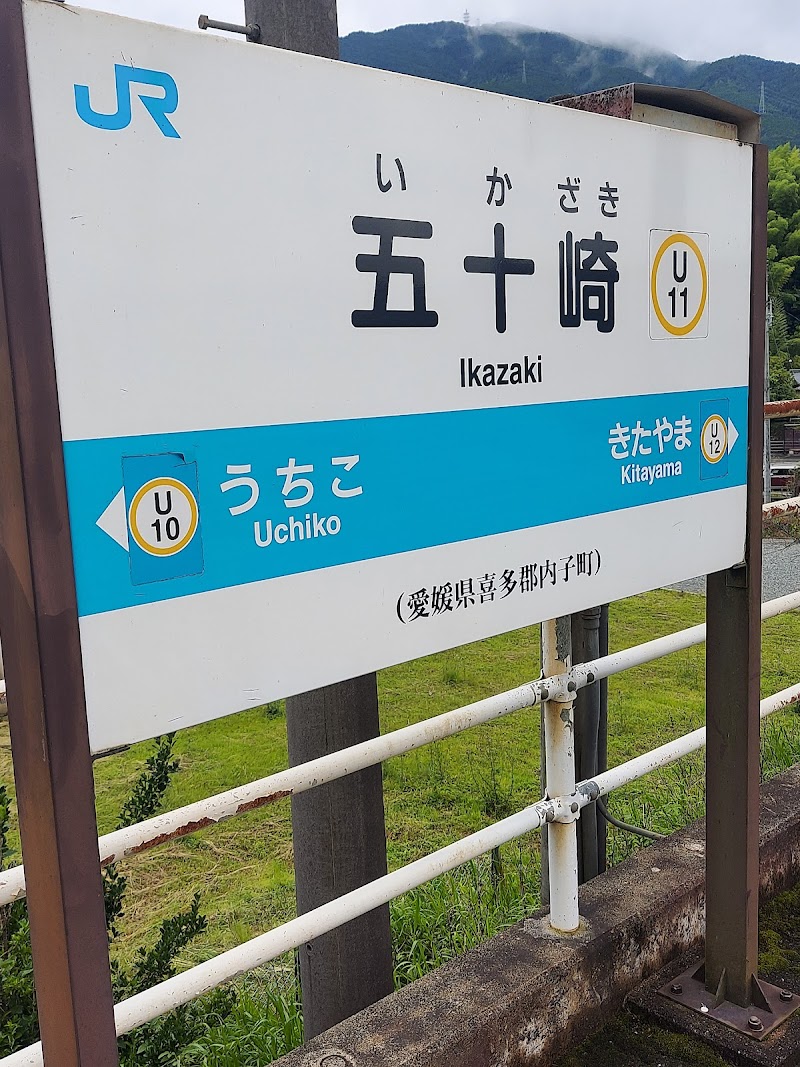 JR
いかざき
五十崎
U
11
Ikazaki
U
10
うちこ
Uchiko
きたやま
Kitayama
U
12
(愛媛県喜多郡内子町)